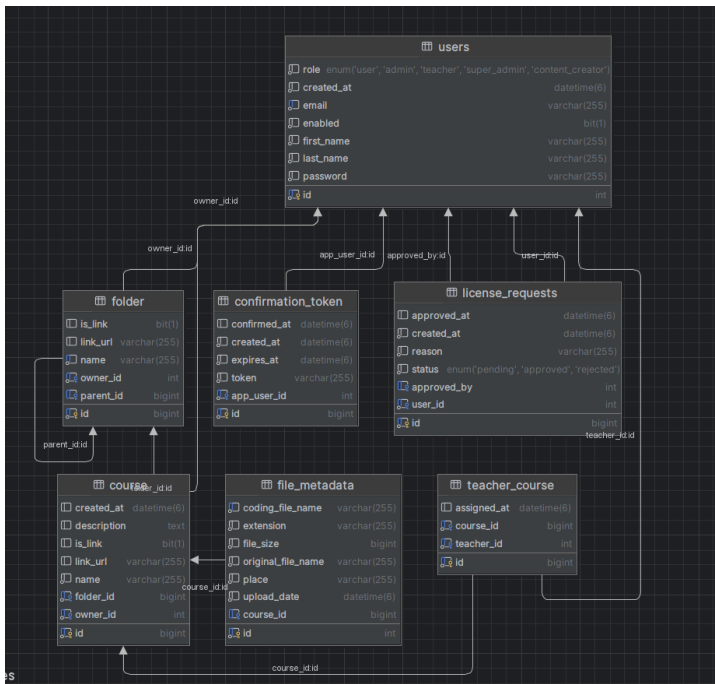 users
role enum('user', 'admin', 'teacher', 'super_admin', 'content_creator')
created_at datetime(6)
email varchar(255)
enabled bit(1)
first_name varchar(255)
last_name varchar(255)
password varchar(255)
id int
owner_id:id
owner_id:id
app_user_id:id
approved_by:id
user_id:id
folder
is_link bit(1)
link_url varchar(255)
name varchar(255)
owner_id int
parent_id bigint
id bigint
parent_id:id
confirmation_token
confirmed_at datetime(6)
created_at datetime(6)
expires_at datetime(6)
token varchar(255)
app_user_id int
id bigint
license_requests
approved_at datetime(6)
created_at datetime(6)
reason varchar(255)
status enum('pending', 'approved', 'rejected')
approved_by int
user_id int
id bigint
teacher_id:id
course
folder_id:id
created_at datetime(6)
description text
is_link bit(1)
link_url varchar(255)
name varchar(255)
folder_id bigint
owner_id int
id bigint
file_metadata
coding_file_name varchar(255)
extension varchar(255)
file_size bigint
original_file_name varchar(255)
place varchar(255)
upload_date datetime(6)
course_id bigint
id int
course_id:id
teacher_course
assigned_at datetime(6)
course_id bigint
teacher_id int
id bigint
course_id:id
es